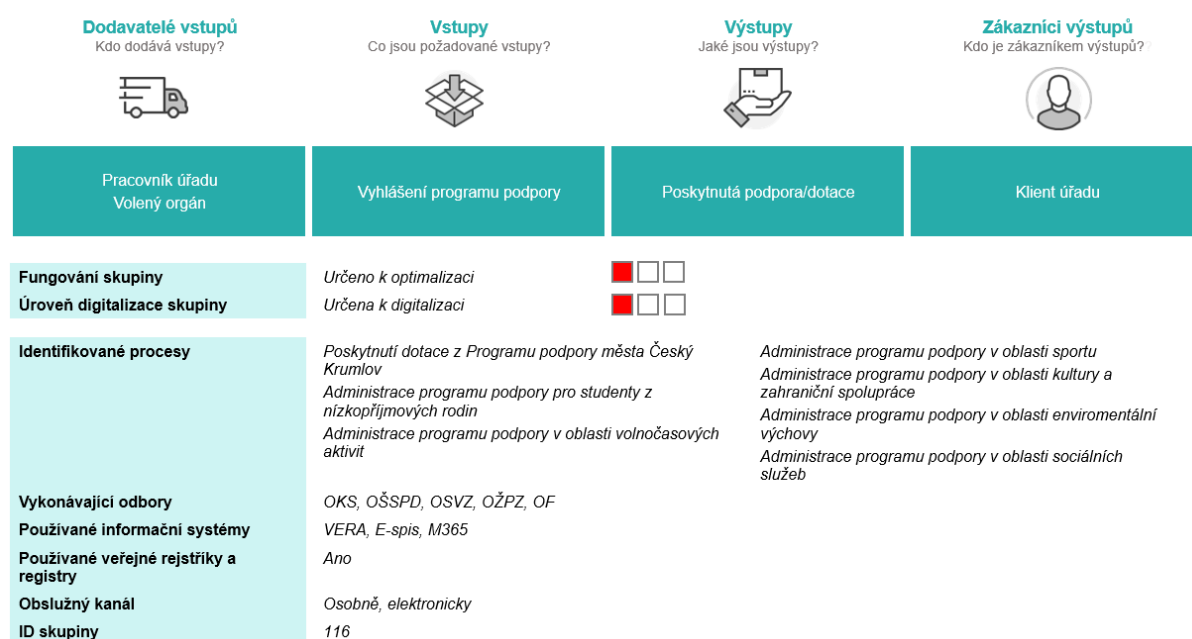 Dodavatelé vstupů
Kdo dodává vstupy?
Vstupy
Co jsou požadované vstupy?
Výstupy
Jaké jsou výstupy?
Zákazníci výstupů
Kdo je zákazníkem výstupů?
Pracovník úřadu
Volený orgán
Vyhlášení programu podpory
Poskytnutá podpora/dotace
Klient úřadu
Fungování skupiny
Určeno k optimalizaci
Úroveň digitalizace skupiny
Určena k digitalizaci
Identifikované procesy
Poskytnutí dotace z Programu podpory města Český
Krumlov
Administrace programu podpory pro studenty z
nízkopříjmových rodin
Administrace programu podpory v oblasti volnočasových
aktivit
Administrace programu podpory v oblasti sportu
Administrace programu podpory v oblasti kultury a
zahraniční spolupráce
Administrace programu podpory v oblasti enviromentální
výchovy
Administrace programu podpory v oblasti sociálních
služeb
Vykonávající odbory
OKS, OŠSPD, OSVZ, OŽPZ, OF
Používané informační systémy
VERA, E-spis, M365
Používané veřejné rejstříky a
registry
Ano
Obslužný kanál
Osobně, elektronicky
ID skupiny
116